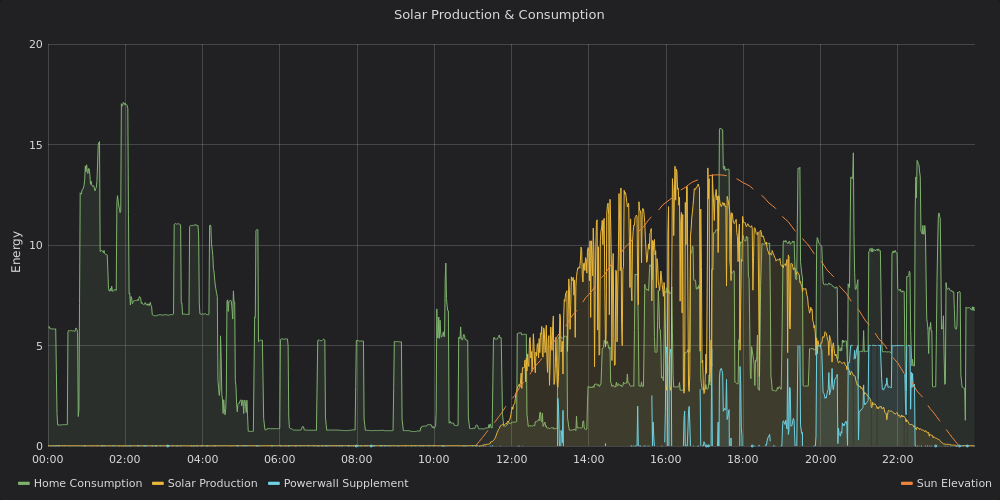 Solar Production & Consumption
20
15
10
5
0
Energy
00:00 02:00 04:00 06:00 08:00 10:00 12:00 14:00 16:00 18:00 20:00 22:00
Home Consumption Solar Production Powerwall Supplement Sun Elevation